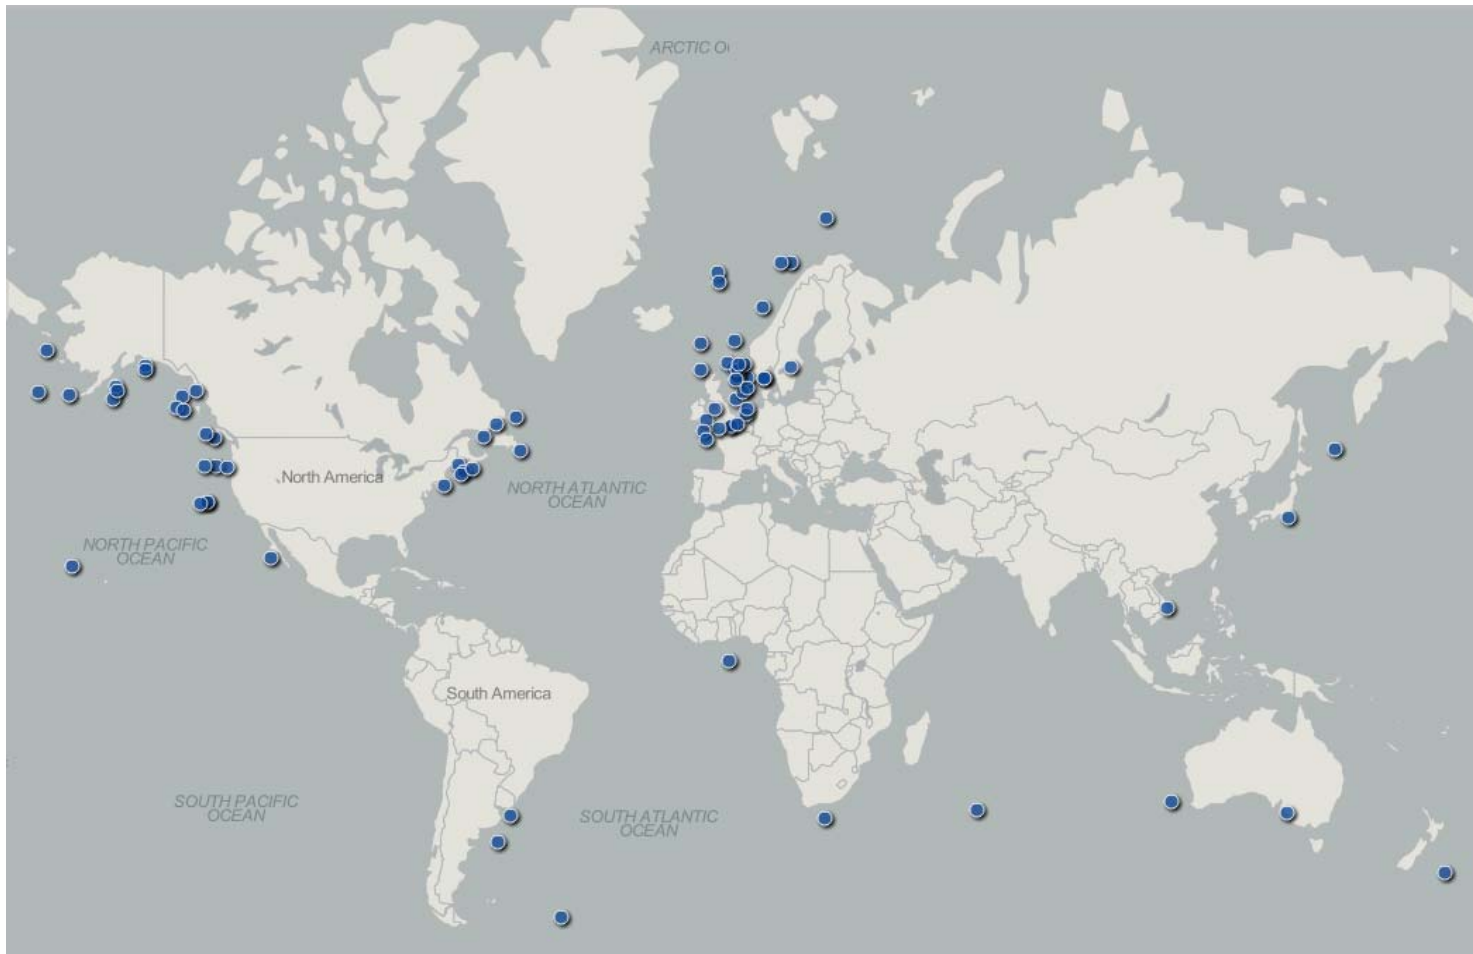 ARCTIC O
North America
NORTH ATLANTIC
OCEAN
NORTH PACIFIC
OCEAN
South America
SOUTH PACIFIC
OCEAN
SOUTH ATLANTIC
OCEAN